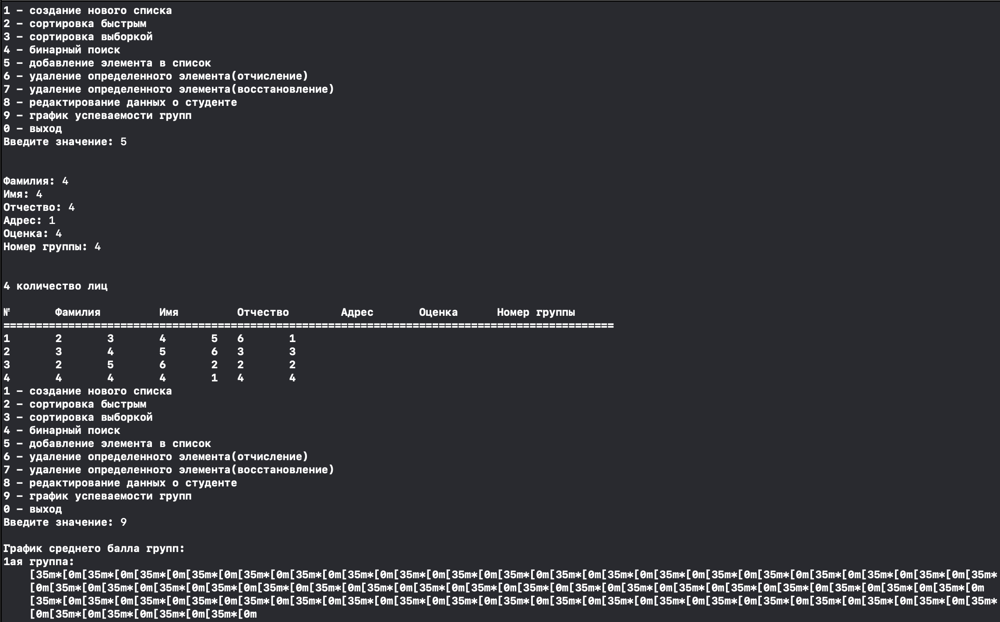 1 – создание нового списка
2 – сортировка быстрым
3 – сортировка выборкой
4 – бинарный поиск
5 – добавление элемента в список
6 – удаление определенного элемента(отчисление)
7 – удаление определенного элемента(восстановление)
8 – редактирование данных о студенте
9 – график успеваемости групп
0 – выход
Введите значение: 5
Фамилия: 4
Имя: 4
Отчество: 4
Адрес: 1
Оценка: 4
Номер группы: 4
4 количество лиц
№ Фамилия Имя Отчество Адрес Оценка Номер группы
==============================================================================================
1 2 3 4 5 6 1
2 3 4 5 6 3 3
3 2 5 6 2 2 2
4 4 4 4 1 4 4
1 – создание нового списка
2 – сортировка быстрым
3 – сортировка выборкой
4 – бинарный поиск
5 – добавление элемента в список
6 – удаление определенного элемента(отчисление)
7 – удаление определенного элемента(восстановление)
8 – редактирование данных о студенте
9 – график успеваемости групп
0 – выход
Введите значение: 9
График среднего балла групп:
1ая группа:
[35m*[0m[35m*[0m[35m*[0m[35m*[0m[35m*[0m[35m*[0m[35m*[0m[35m*[0m[35m*[0m[35m*[0m[35m*[0m[35m*[0m[35m*[0m[35m*[0m[35m*[0m[35m*[0m[35m*[0m[35m*[0m[35m*
[0m[35m*[0m[35m*[0m[35m*[0m[35m*[0m[35m*[0m[35m*[0m[35m*[0m[35m*[0m[35m*[0m[35m*[0m[35m*[0m[35m*[0m[35m*[0m[35m*[0m[35m*[0m[35m*[0m[35m*[0m[35m*[0m
[35m*[0m[35m*[0m[35m*[0m[35m*[0m[35m*[0m[35m*[0m[35m*[0m[35m*[0m[35m*[0m[35m*[0m[35m*[0m[35m*[0m[35m*[0m[35m*[0m[35m*[0m[35m*[0m[35m*[0m[35m*[0m[35m*
[0m[35m*[0m[35m*[0m[35m*[0m[35m*[0m